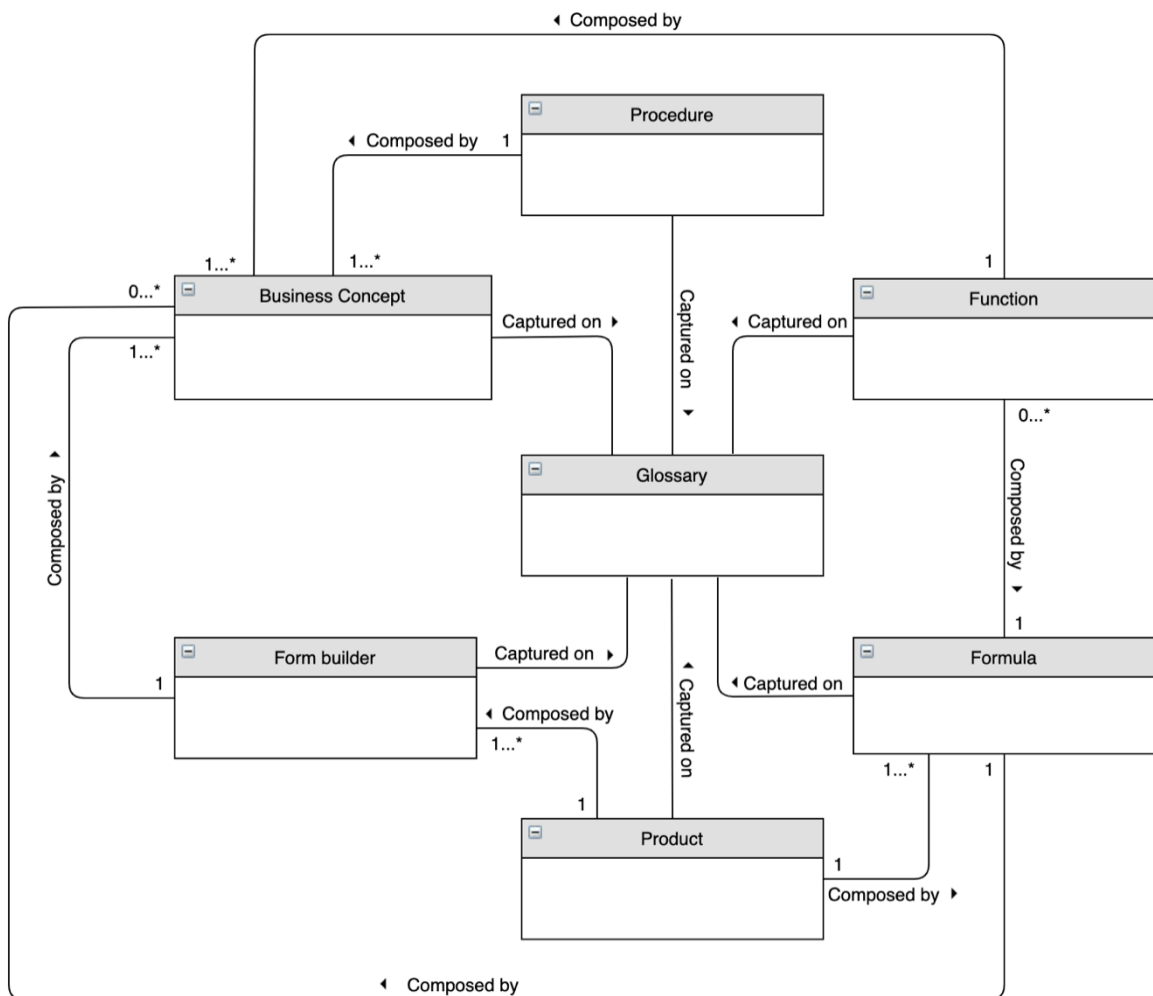 Composed by
Procedure
Composed by 1
1...*
1...*
1
0...*
Business Concept
Function
1...*
Captured on
Captured on
Captured on
0...*
Composed by
Glossary
Composed by
1
Form builder
Captured on
Formula
1
Captured on
Captured on
Composed by
1...*
1...*
1
1
Product
1
Composed by
Composed by